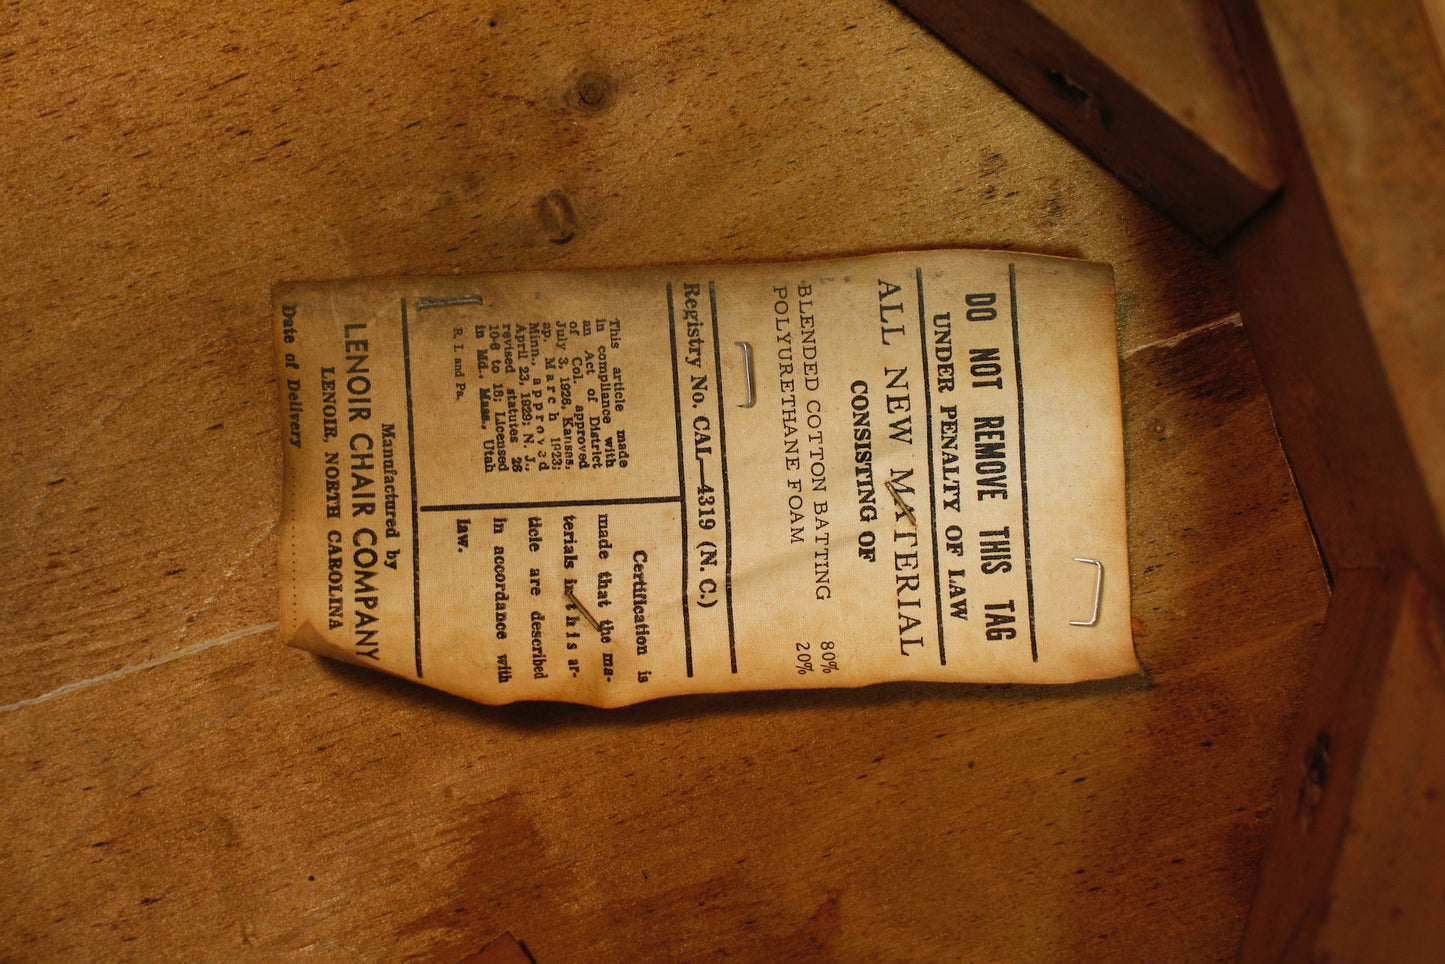 DO NOT REMOVE THIS TAG
UNDER PENALTY OF LAW
ALL NEW MATERIAL
CONSISTING OF
BLENDED COTTON BATTING 80%
POLYURETHANE FOAM 20%
Registry No. CAL—4319 (N. C.)
This article made
in compliance with
an Act of District
of Col. approved
July 3, 1926, Kansas,
ap. March 1923;
Minn., approved
April 23, 1929; N. J.,
revised statutes 26
10-6 to 18; Licensed
in Md., Mass., Utah
R. I. and Pa.
Certification is
made that the ma-
terials in this ar-
ticle are described
in accordance with
law.
Manufactured by
LENOIR CHAIR COMPANY
LENOIR, NORTH CAROLINA
Date of Delivery